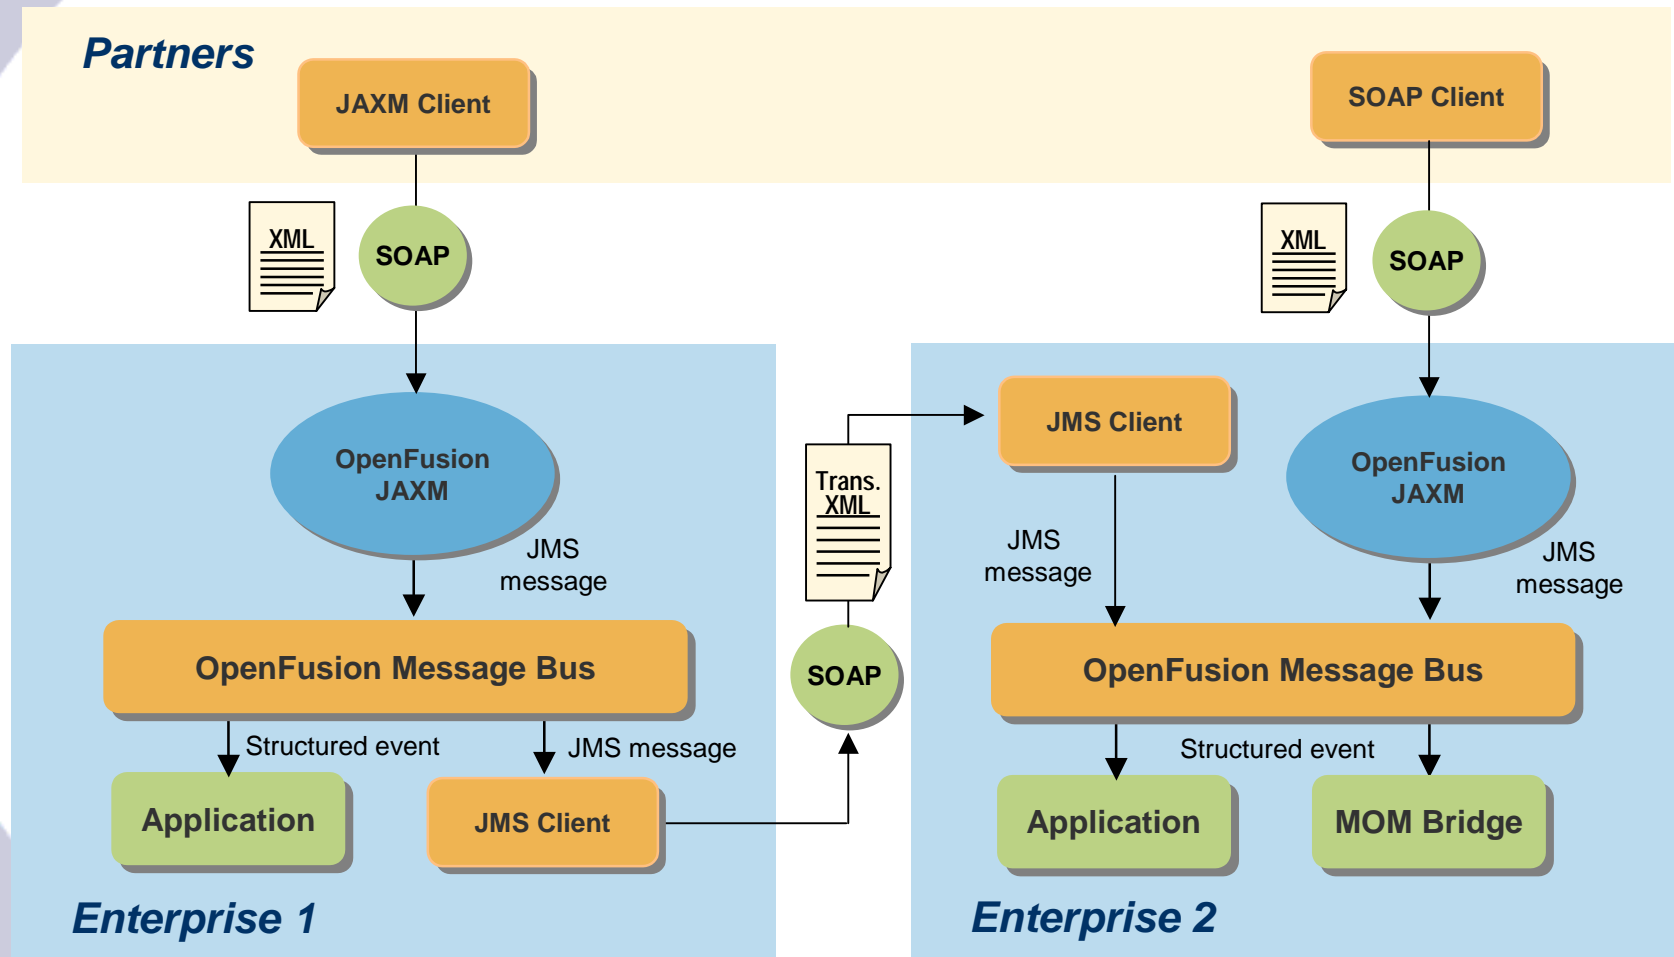 Partners
JAXM Client
SOAP Client
XML
SOAP
XML
SOAP
OpenFusion
JAXM
JMS
message
OpenFusion Message Bus
Structured event
JMS message
Application
JMS Client
Enterprise 1
Trans.
XML
SOAP
JMS Client
JMS
message
OpenFusion
JAXM
JMS
message
OpenFusion Message Bus
Structured event
Application
MOM Bridge
Enterprise 2